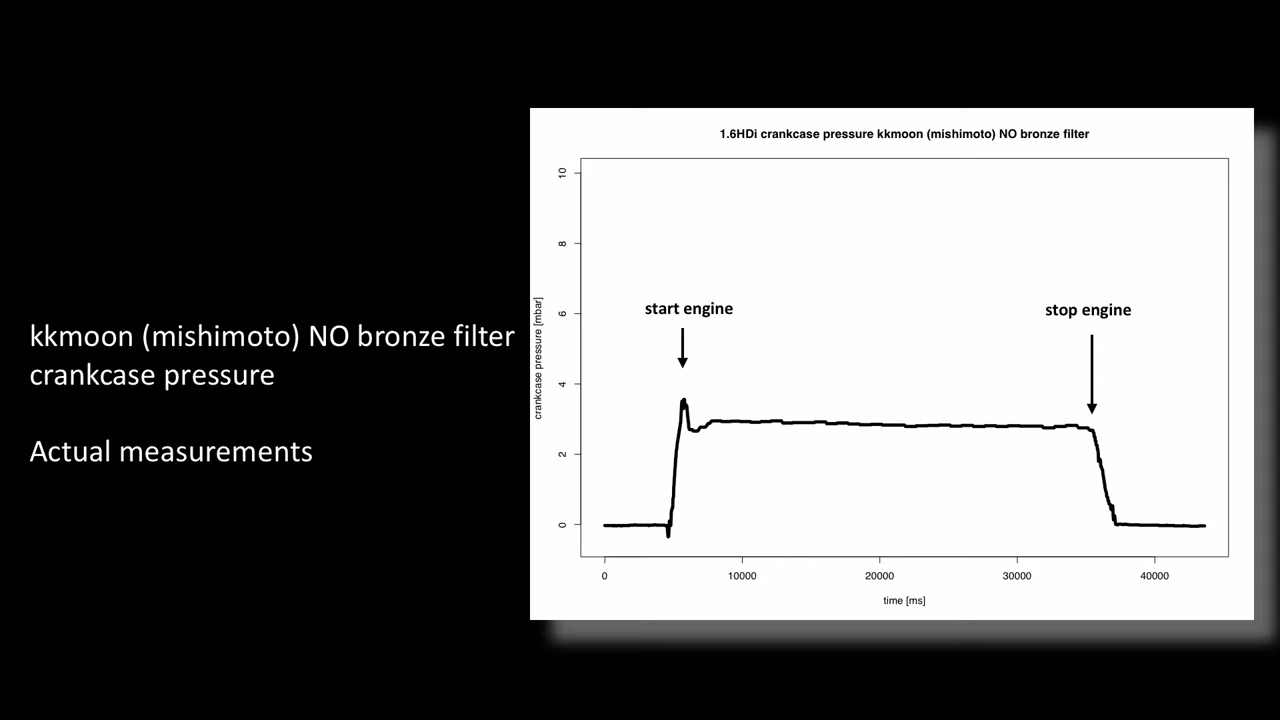 kkmoon (mishimoto) NO bronze filter
crankcase pressure
Actual measurements
1.6HDi crankcase pressure kkmoon (mishimoto) NO bronze filter
crankcase pressure [mbar]
10
8
6
4
2
0
start engine
stop engine
0 10000 20000 30000 40000
time [ms]